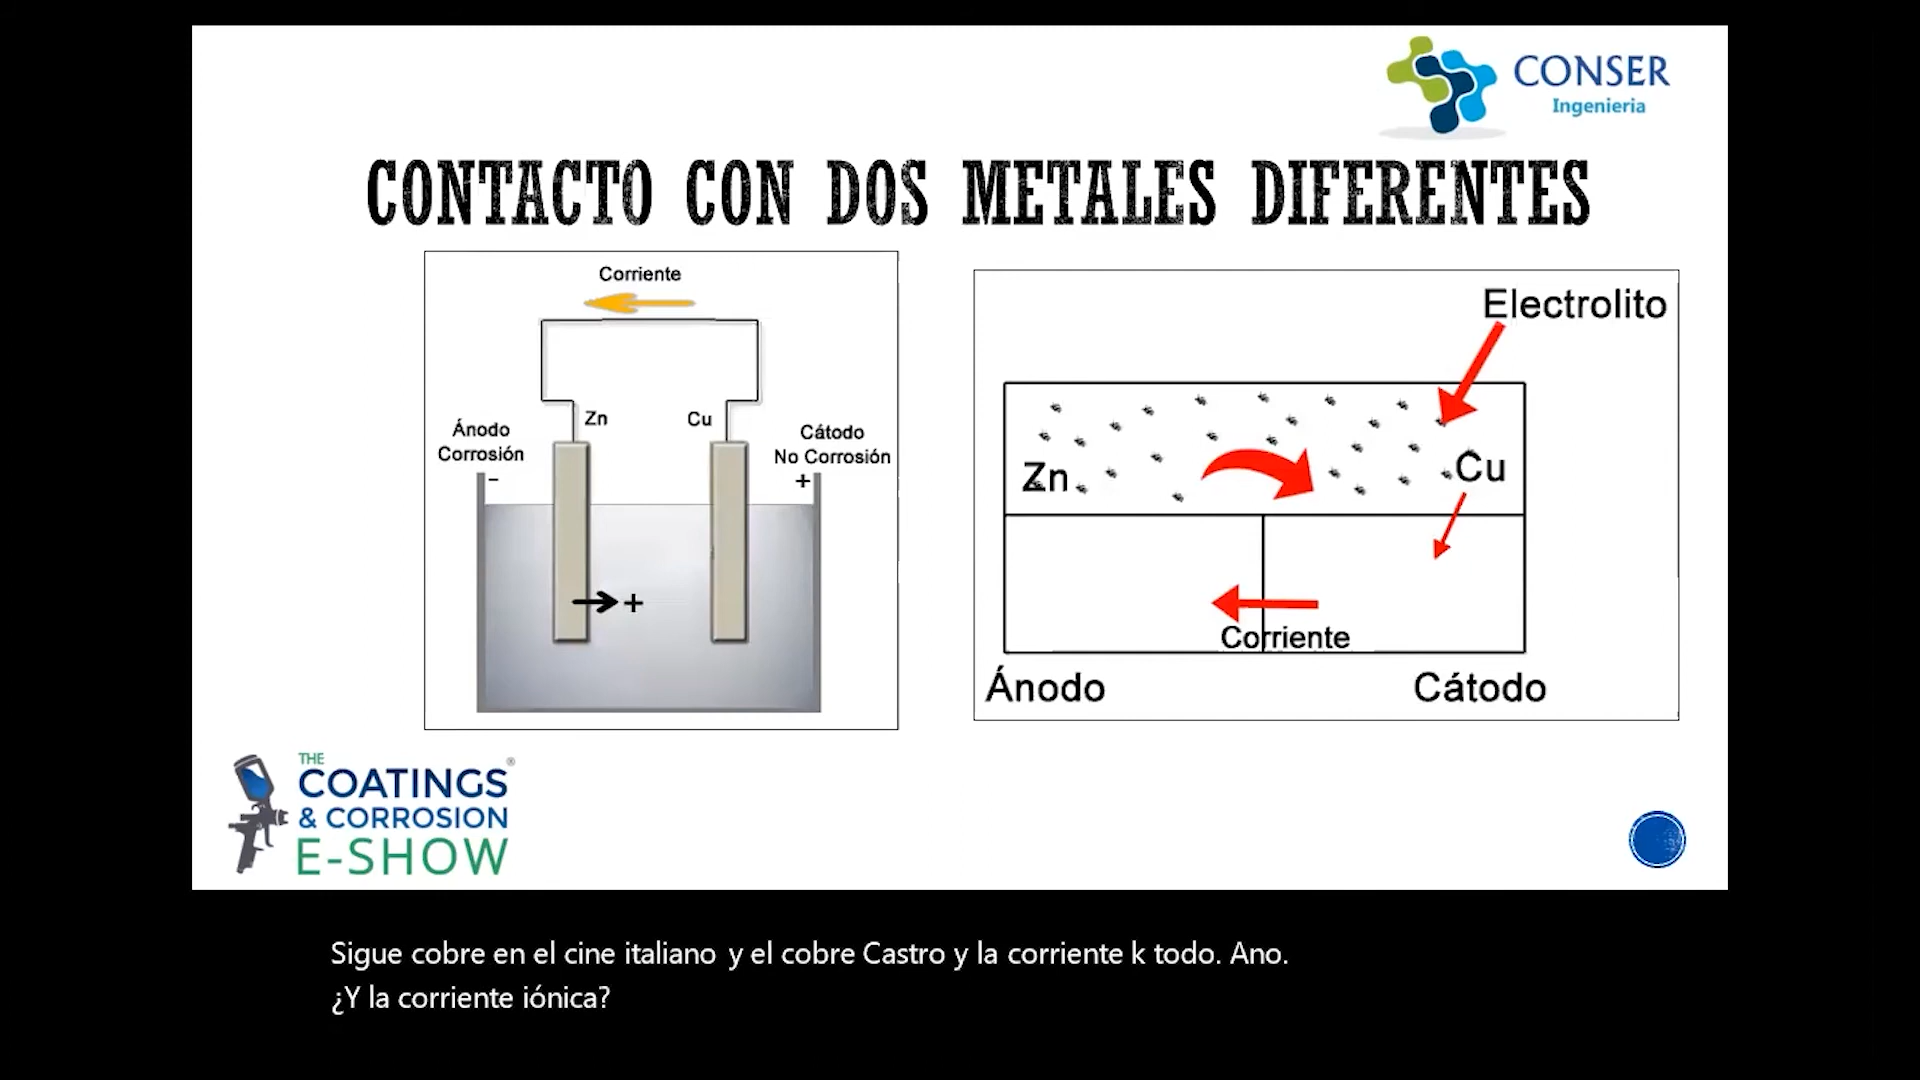 CONSER
Ingenieria
CONTACTO CON DOS METALES DIFERENTES
Corriente
Zn
Cu
Ánodo
Corrosión
-
Cátodo
No Corrosión
+
+
Electrolito
Zn
Cu
Corriente
Ánodo
Cátodo
THE
COATINGS®
& CORROSION
E-SHOW
Sigue cobre en el cine italiano y el cobre Castro y la corriente k todo. Ano.
¿Y la corriente iónica?